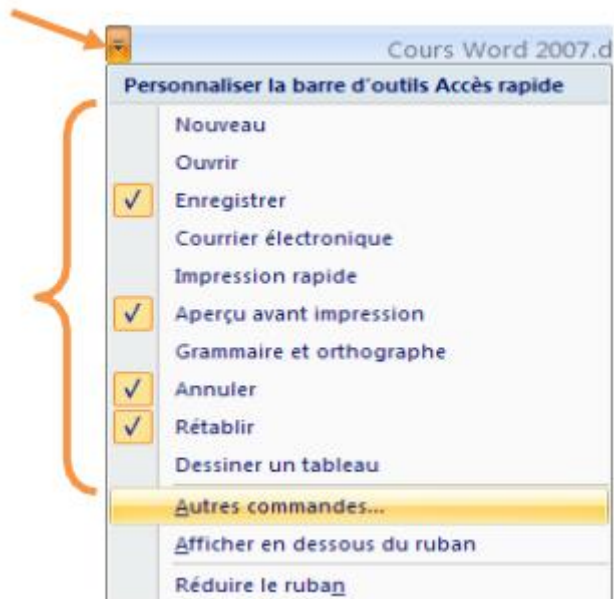 Cours Word 2007.d
Personnaliser la barre d'outils Accès rapide
Nouveau
Ouvrir
Enregistrer
Courrier électronique
Impression rapide
Aperçu avant impression
Grammaire et orthographe
Annuler
Rétablir
Dessiner un tableau
Autres commandes...
Afficher en dessous du ruban
Réduire le ruban